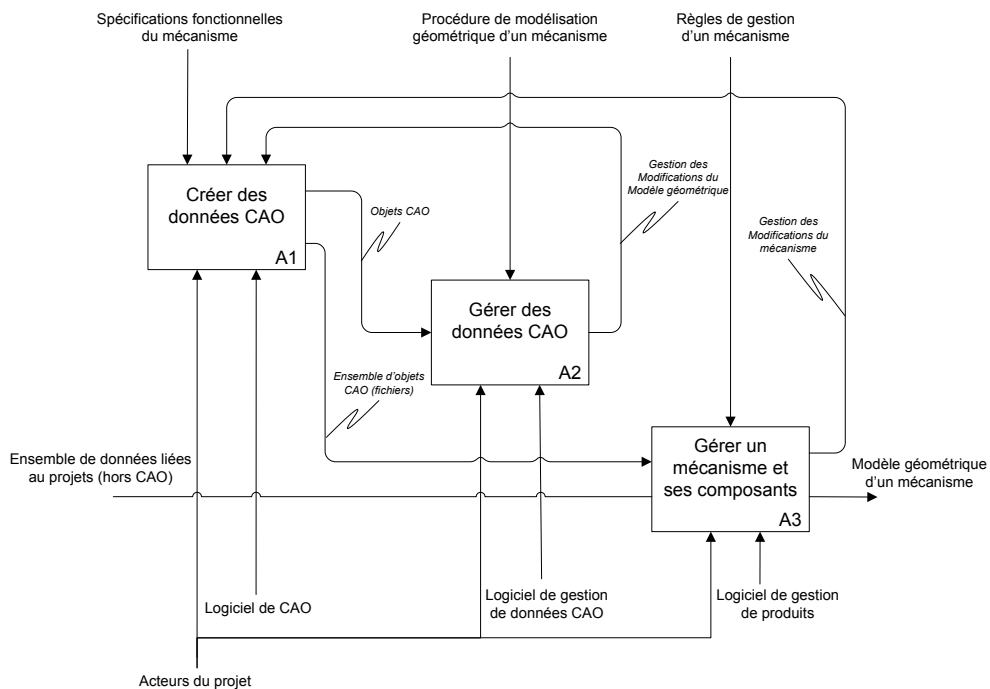 Spécifications fonctionnelles
du mécanisme
Procédure de modélisation
géométrique d'un mécanisme
Règles de gestion
d'un mécanisme
Créer des
données CAO
A1
Objets CAO
Gestion des
Modifications du
Modèle géométrique
Gestion des
Modifications du
mécanisme
Gérer des
données CAO
A2
Ensemble d'objets
CAO (fichiers)
Ensemble de données liées
au projets (hors CAO)
Gérer un
mécanisme et
ses composants
A3
Modèle géométrique
d'un mécanisme
Logiciel de CAO
Logiciel de gestion
de données CAO
Logiciel de gestion
de produits
Acteurs du projet